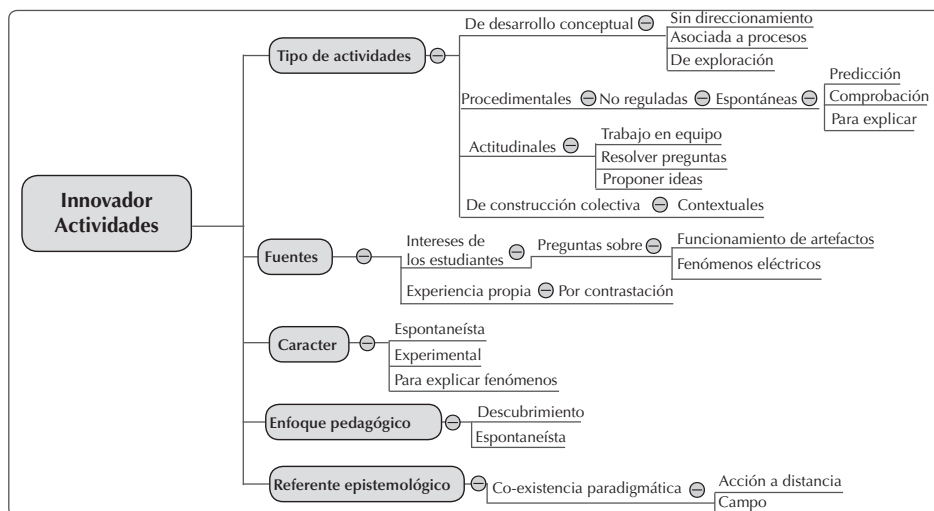 Innovador
Actividades
Tipo de actividades
De desarrollo conceptual
Sin direccionamiento
Asociada a procesos
De exploración
Procedimentales
No reguladas
Espontáneas
Predicción
Comprobación
Para explicar
Actitudinales
Trabajo en equipo
Resolver preguntas
Proponer ideas
De construcción colectiva
Contextuales
Fuentes
Intereses de
los estudiantes
Preguntas sobre
Funcionamiento de artefactos
Fenómenos eléctricos
Experiencia propia
Por contrastación
Caracter
Espontaneísta
Experimental
Para explicar fenómenos
Enfoque pedagógico
Descubrimiento
Espontaneísta
Referente epistemológico
Co-existencia paradigmática
Acción a distancia
Campo